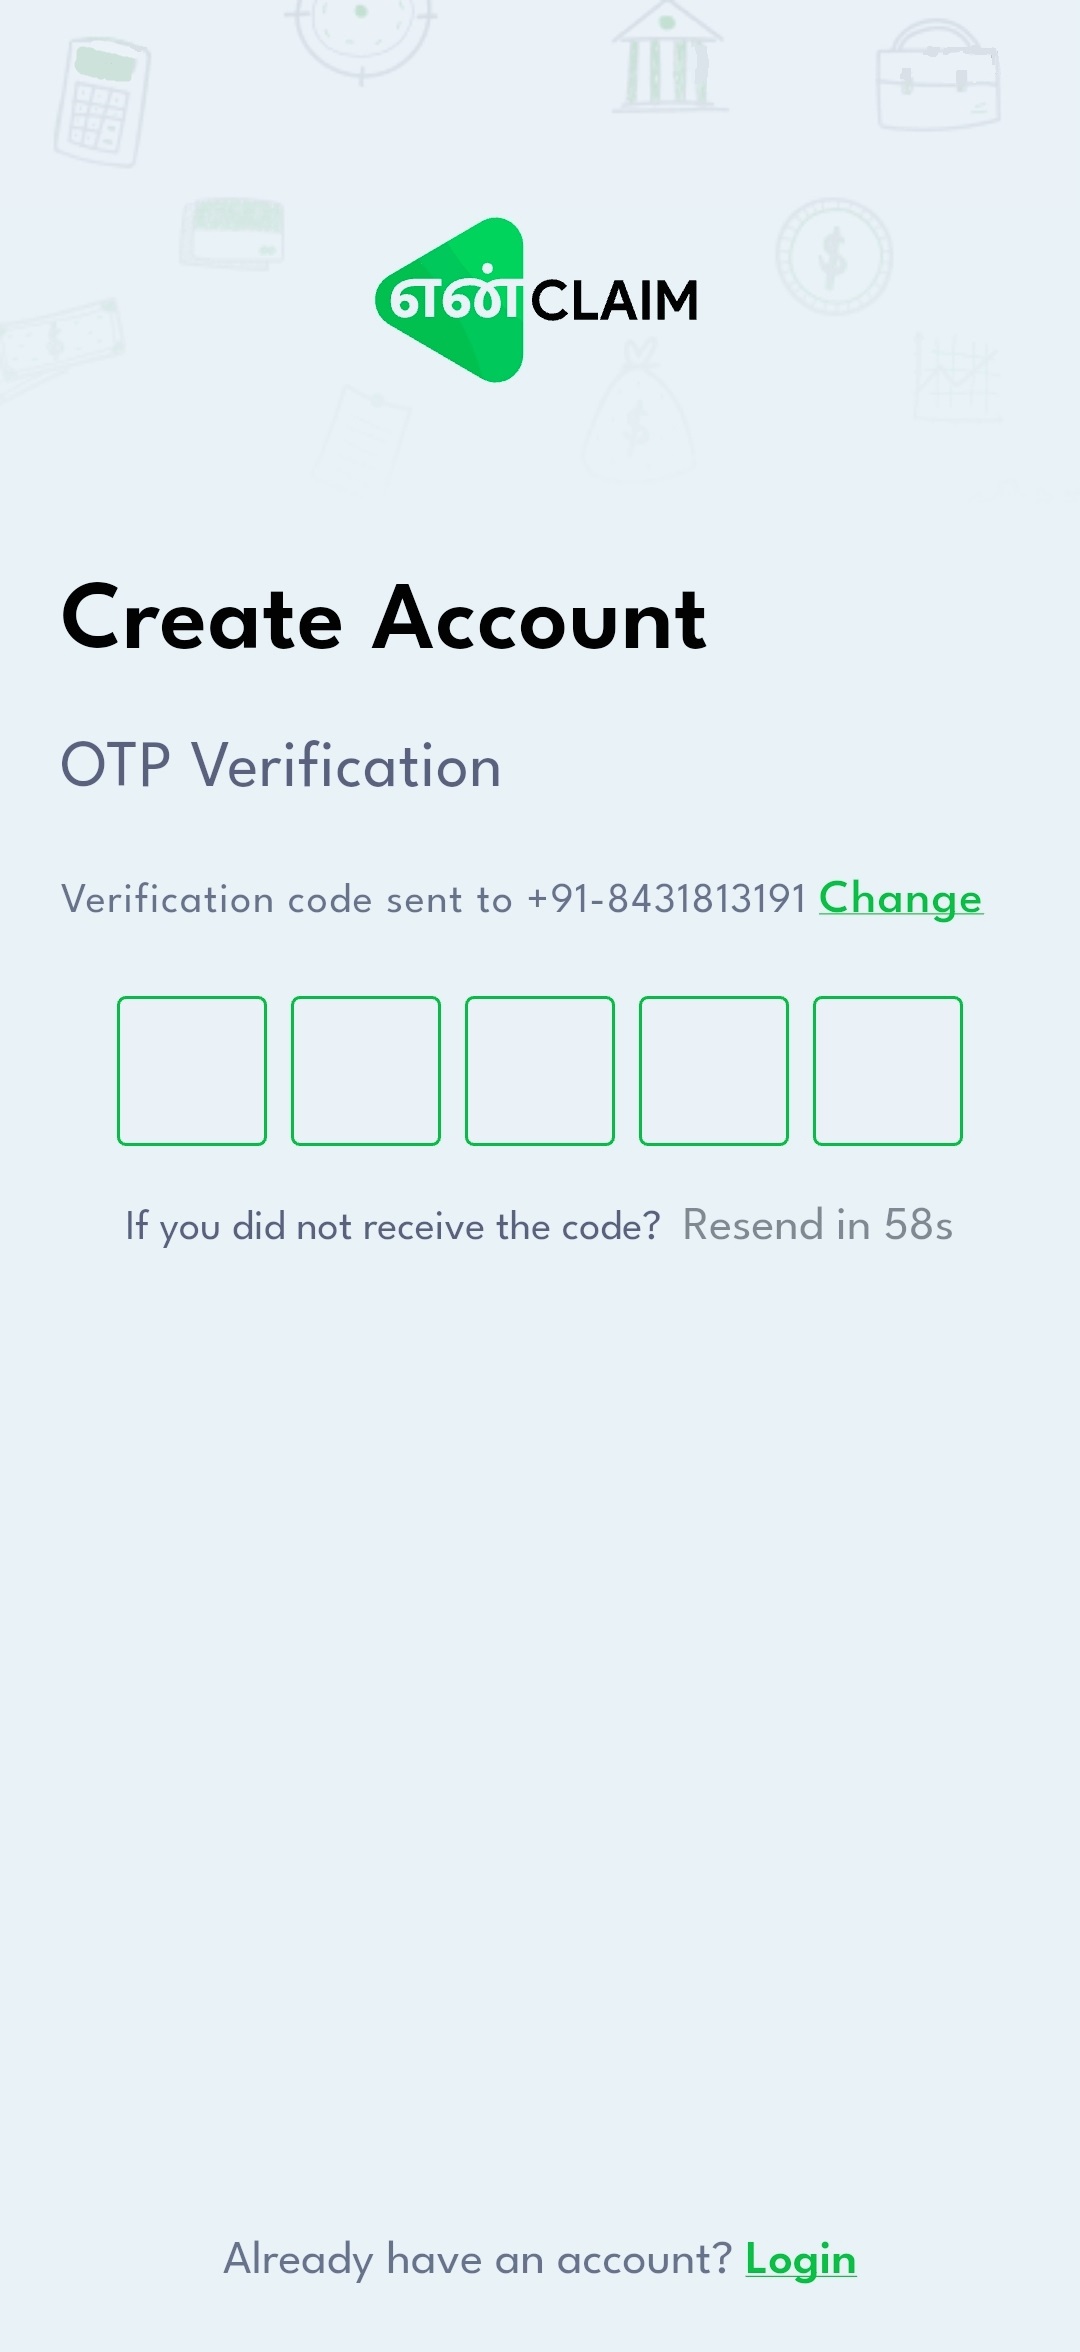 என் CLAIM
Create Account
OTP Verification
Verification code sent to +91-8431813191 Change
If you did not receive the code? Resend in 58s
Already have an account? Login